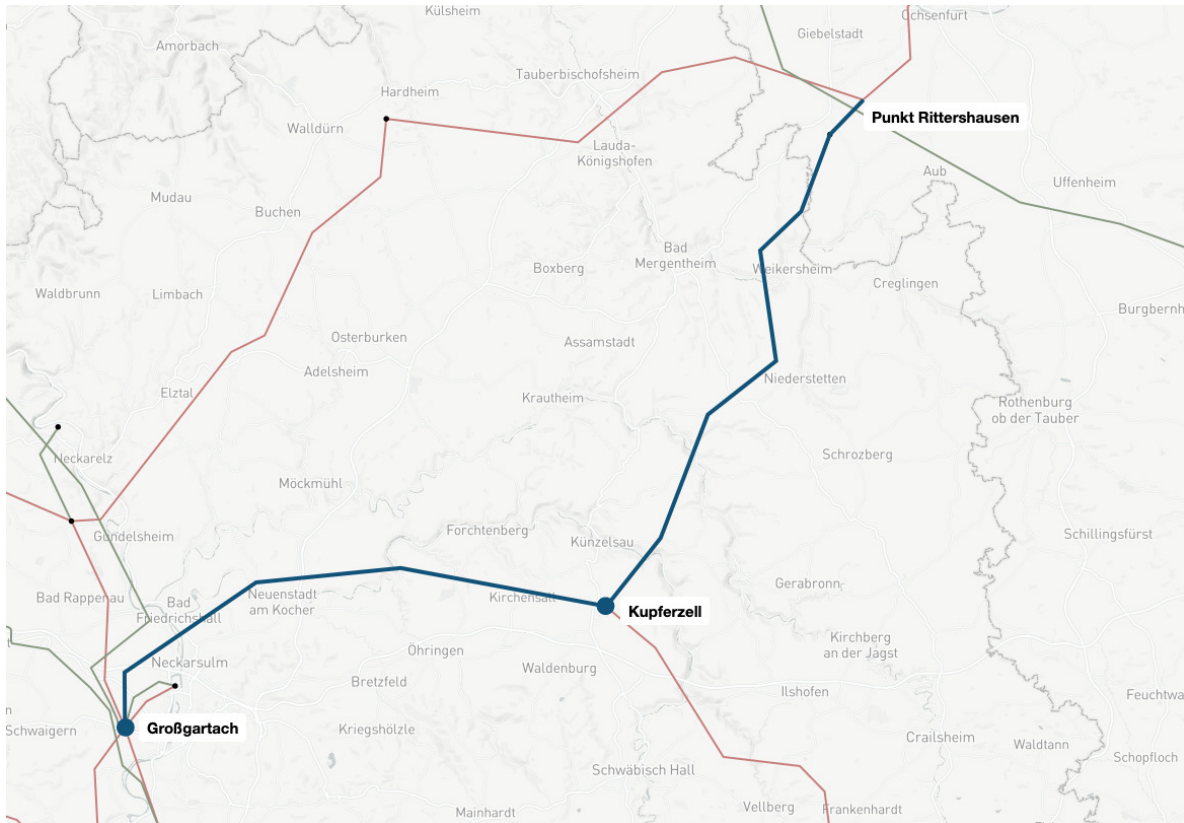 Külsheim
Ochsenfurt
Giebelstadt
Amorbach
Tauberbischofsheim
Hardheim
Punkt Rittershausen
Walldürn
Lauda-
Königshofen
Aub
Uffenheim
Mudau
Buchen
Bad
Mergentheim
Boxberg
Weikersheim
Creglingen
Waldbrunn
Limbach
Burgbernh
Osterburken
Assamstadt
Adelsheim
Niederstetten
Elztal
Krautheim
Rothenburg
ob der Tauber
Neckarelz
Schrozberg
Möckmühl
Forchtenberg
Gundelsheim
Künzelsau
Schillingsfürst
Gerabronn
Bad Rappenau
Bad
Friedrichshall
Neuenstadt
am Kocher
Kirchensall
Kupferzell
Kirchberg
an der Jagst
Öhringen
Neckarsulm
Waldenburg
Bretzfeld
Ilshofen
Feuchtwa
Schwaigern
Großgartach
Kriegshölzle
Crailsheim
Waldtann
Schopfloch
Schwäbisch Hall
Mainhardt
Vellberg
Frankenhardt